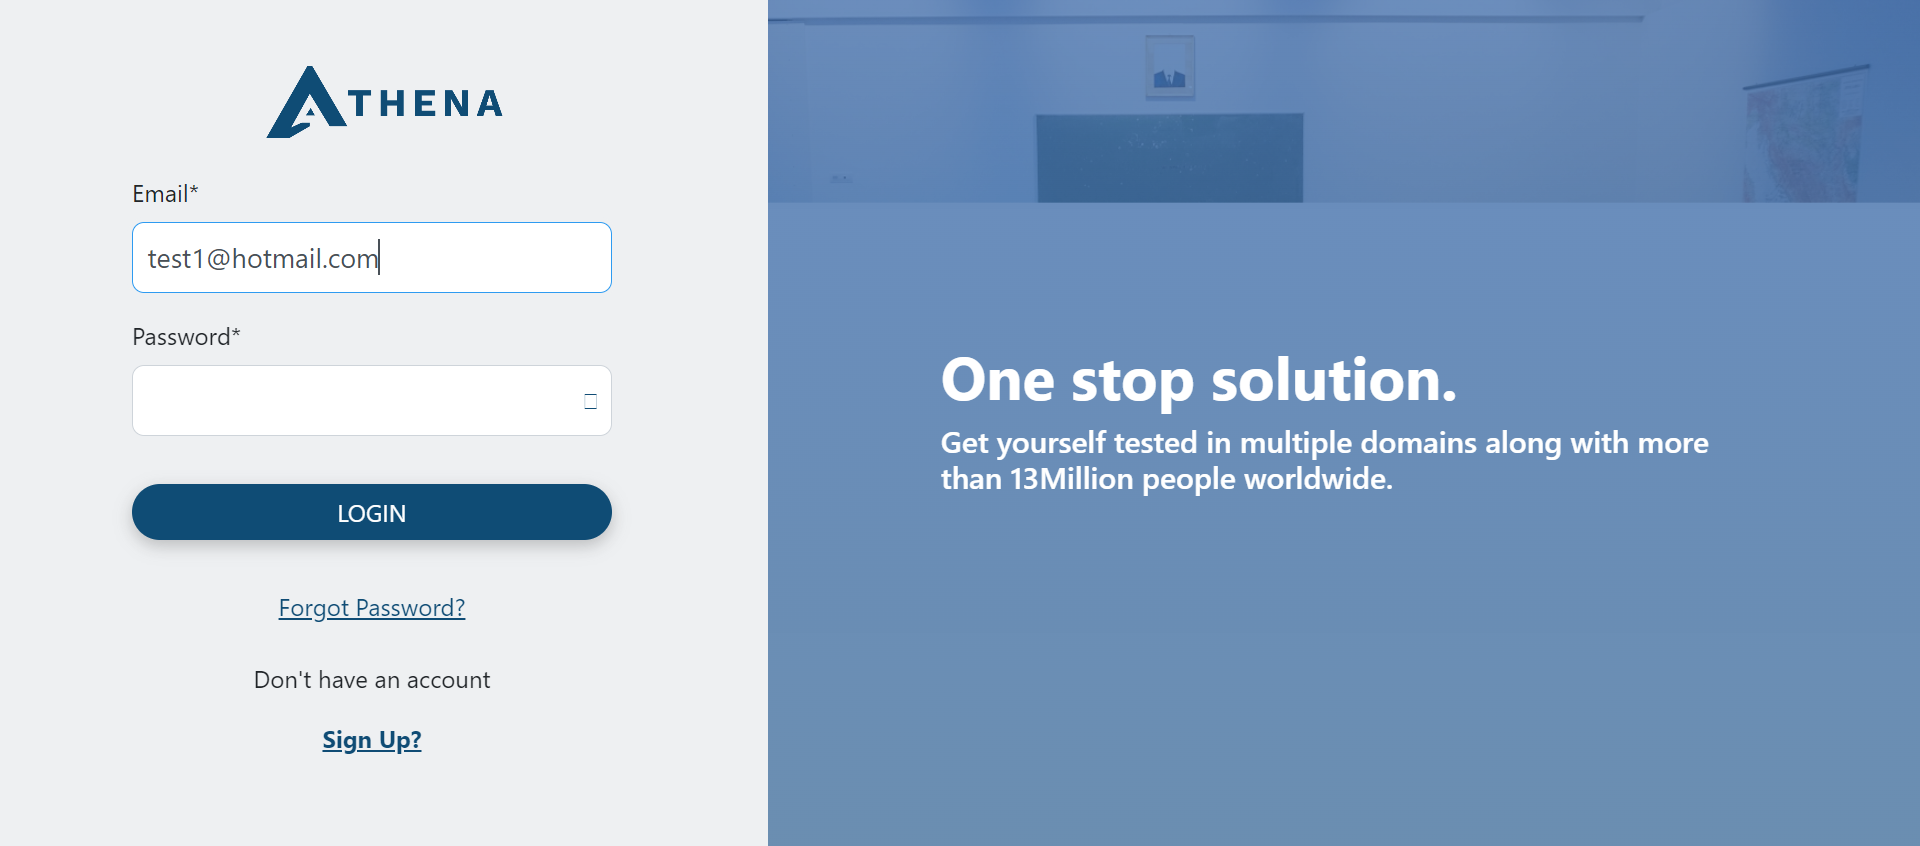 ATHENA
Email*
test1@hotmail.com
Password*
LOGIN
Forgot Password?
Don't have an account
Sign Up?
One stop solution.
Get yourself tested in multiple domains along with more
than 13Million people worldwide.